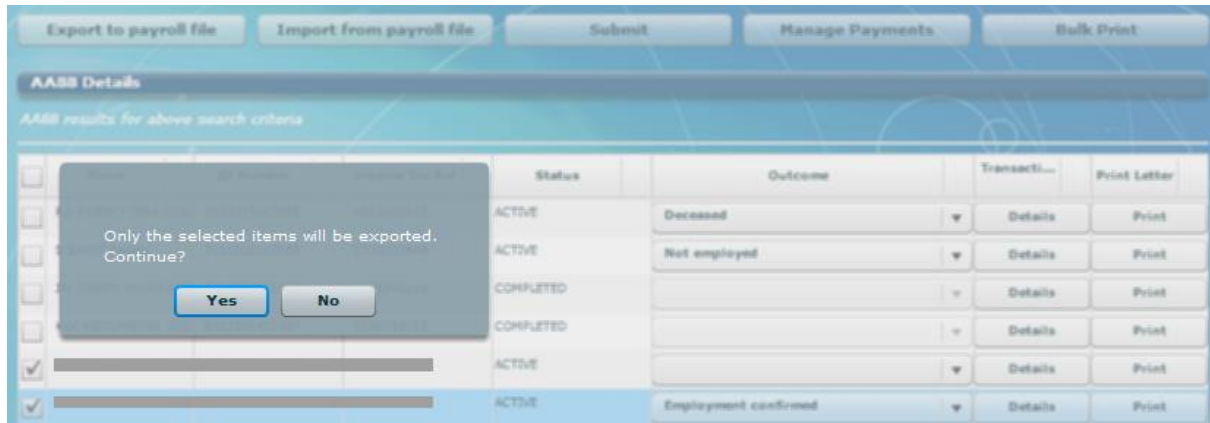 Export to payroll file Import from payroll file Submit Manage Payments Bulk Print
AA88 Details
AA88 results for above search criteria
Status Outcome Transacti... Print Letter
ACTIVE Deceased Details Print
Only the selected items will be exported.
Continue?
ACTIVE Not employed Details Print
Yes No
COMPLETED Details Print
COMPLETED Details Print
ACTIVE Details Print
ACTIVE Employment confirmed Details Print